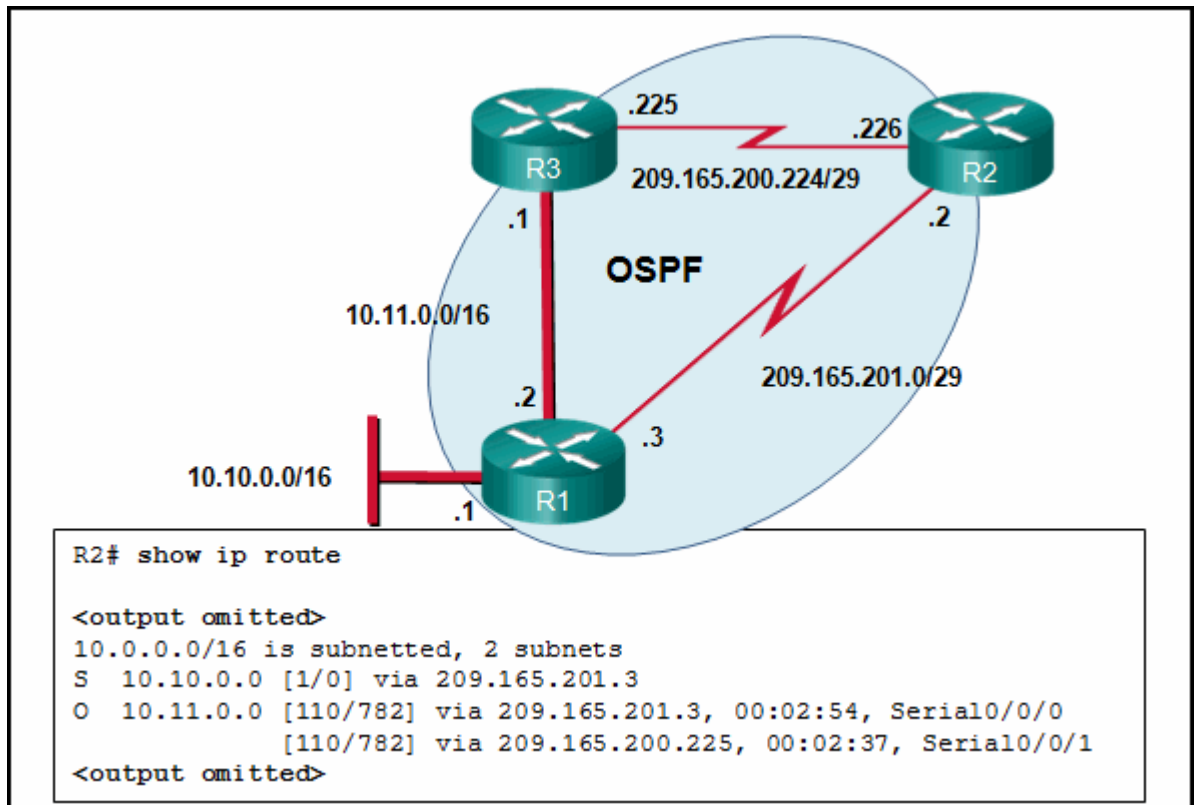 .225
.226
R3
R2
209.165.200.224/29
.1
.2
OSPF
10.11.0.0/16
209.165.201.0/29
.2
.3
10.10.0.0/16
R1
.1
R2# show ip route
<output omitted>
10.0.0.0/16 is subnetted, 2 subnets
S 10.10.0.0 [1/0] via 209.165.201.3
O 10.11.0.0 [110/782] via 209.165.201.3, 00:02:54, Serial0/0/0
[110/782] via 209.165.200.225, 00:02:37, Serial0/0/1
<output omitted>